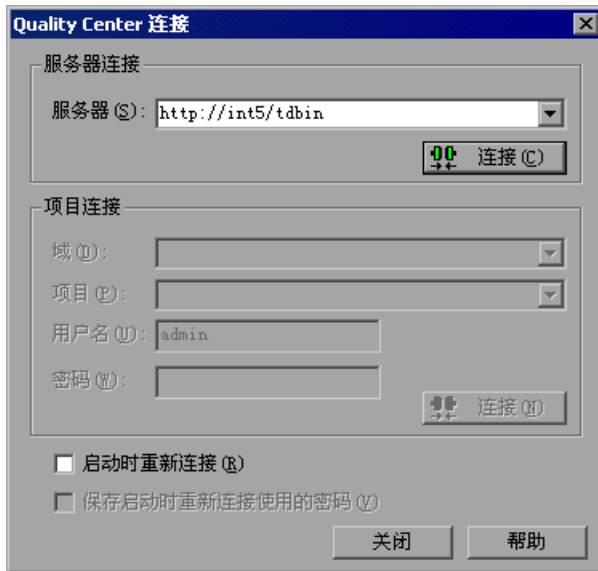 Quality Center 连接
服务器连接
服务器(S): http://int5/tdbin
连接(C)
项目连接
域(D):
项目(P):
用户名(U): admin
密码(W):
连接(N)
启动时重新连接(R)
保存启动时重新连接使用的密码(V)
关闭 帮助